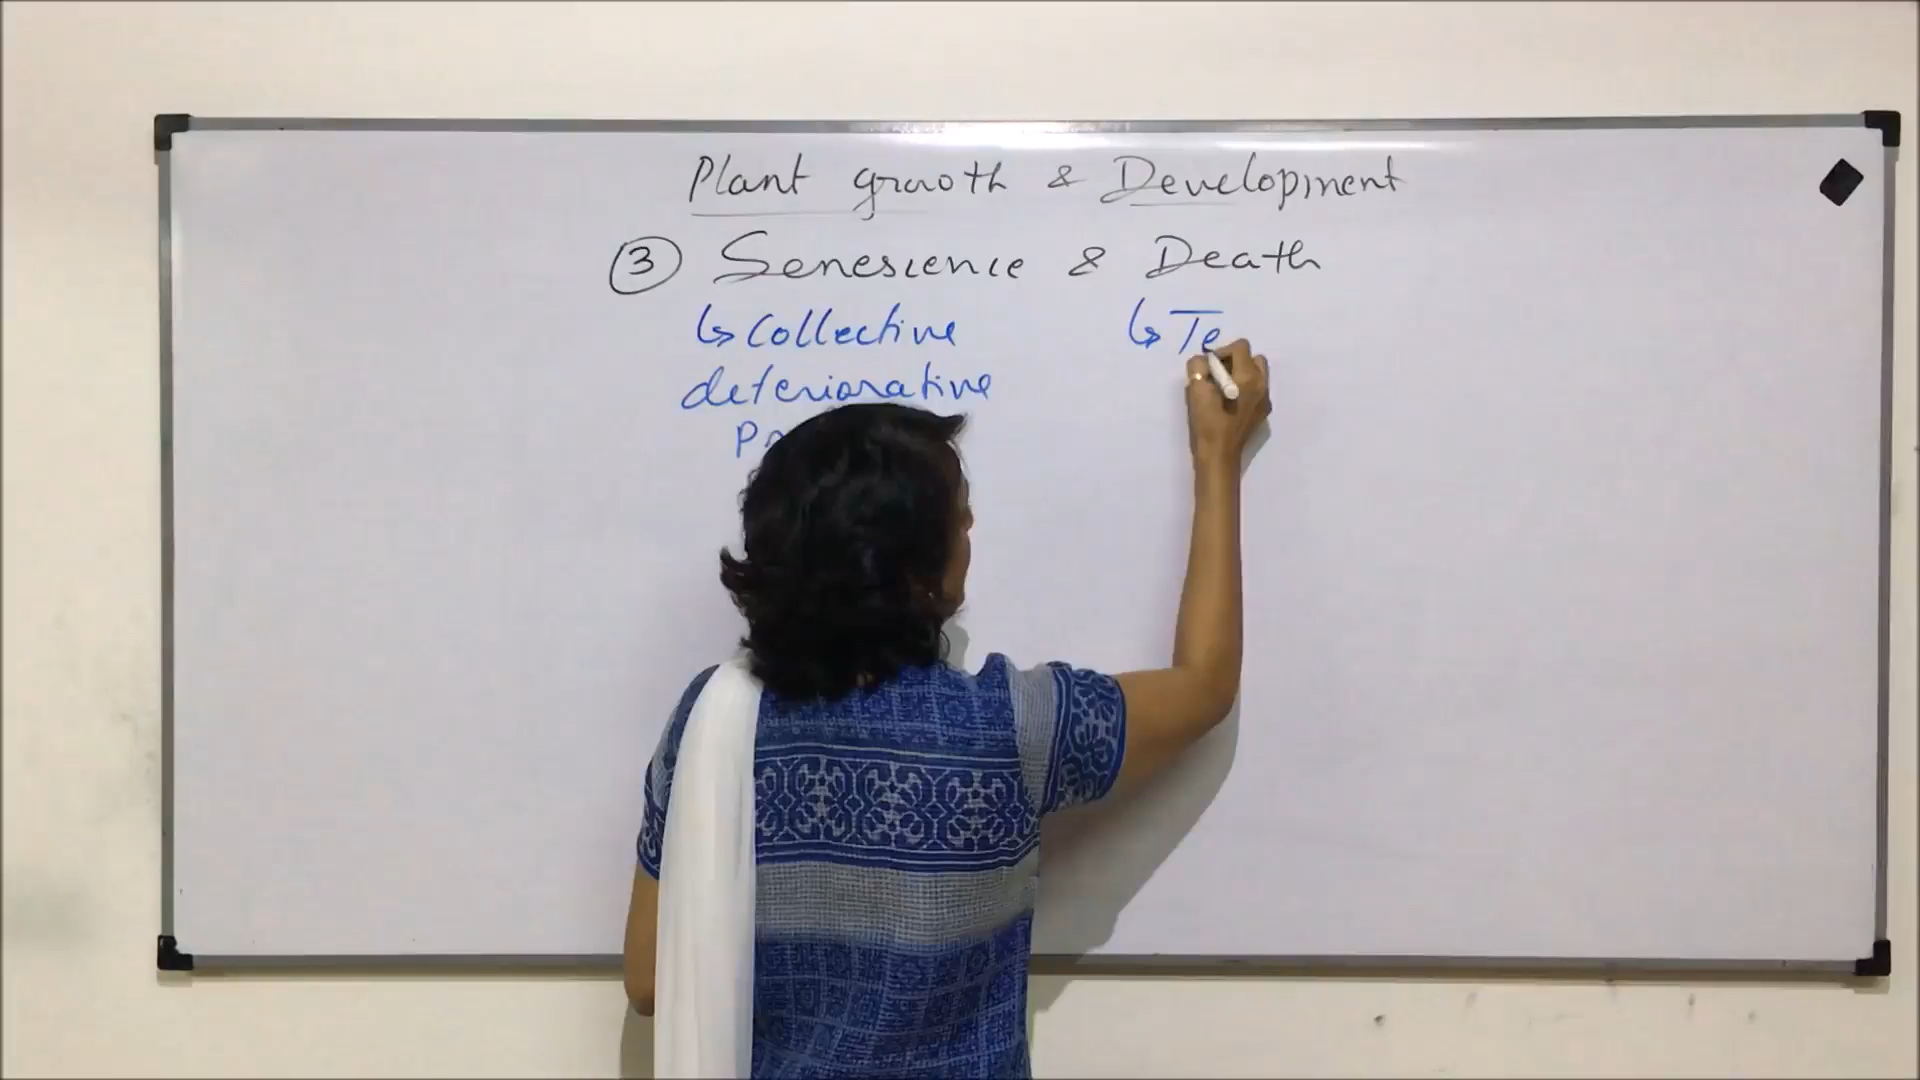 Plant growth & Development
3 Senescence & Death
↳ Collective ↳ Te
deteriorative